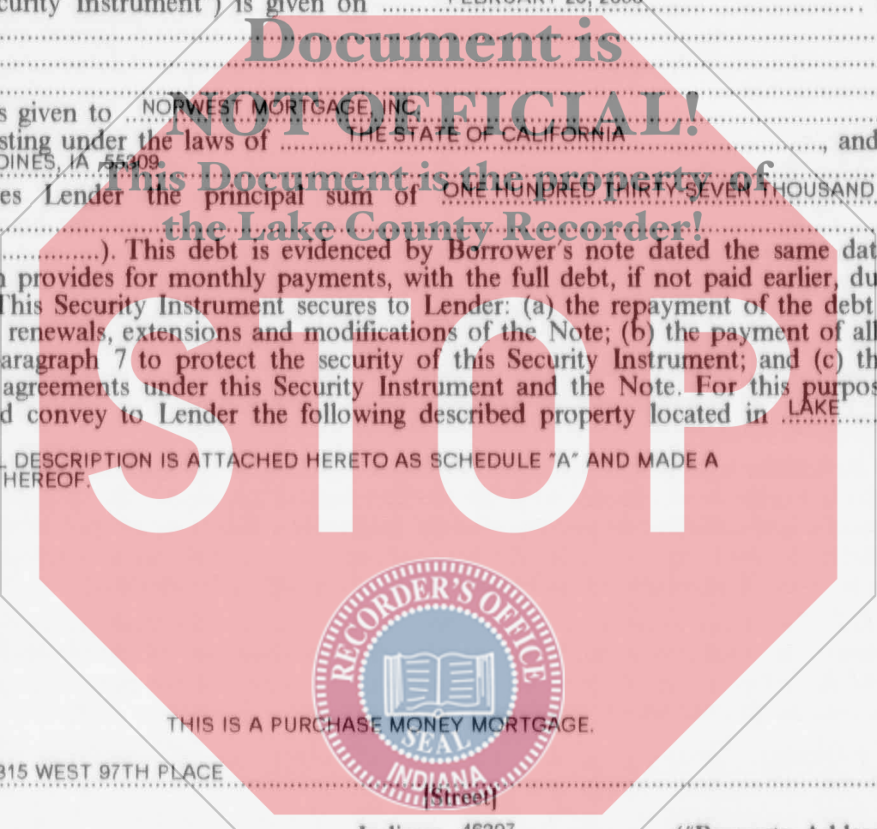 curity Instrument") is given on
Document is
NOT OFFICIAL!
s given to NORWEST MORTGAGE, INC.
sting under the laws of THE STATE OF CALIFORNIA, and
OINES, IA 55309
This Document is the property of
es Lender the principal sum of ONE HUNDRED THIRTY SEVEN THOUSAND
the Lake County Recorder!
). This debt is evidenced by Borrower's note dated the same dat
provides for monthly payments, with the full debt, if not paid earlier, du
This Security Instrument secures to Lender: (a) the repayment of the debt
renewals, extensions and modifications of the Note; (b) the payment of all
aragraph 7 to protect the security of this Security Instrument; and (c) th
agreements under this Security Instrument and the Note. For this purpos
d convey to Lender the following described property located in LAKE
STOP
L DESCRIPTION IS ATTACHED HERETO AS SCHEDULE "A" AND MADE A
HEREOF.
RECORDER'S OFFICE
THIS IS A PURCHASE MONEY MORTGAGE.
SEAL
315 WEST 97TH PLACE
INDIANA
[Street]